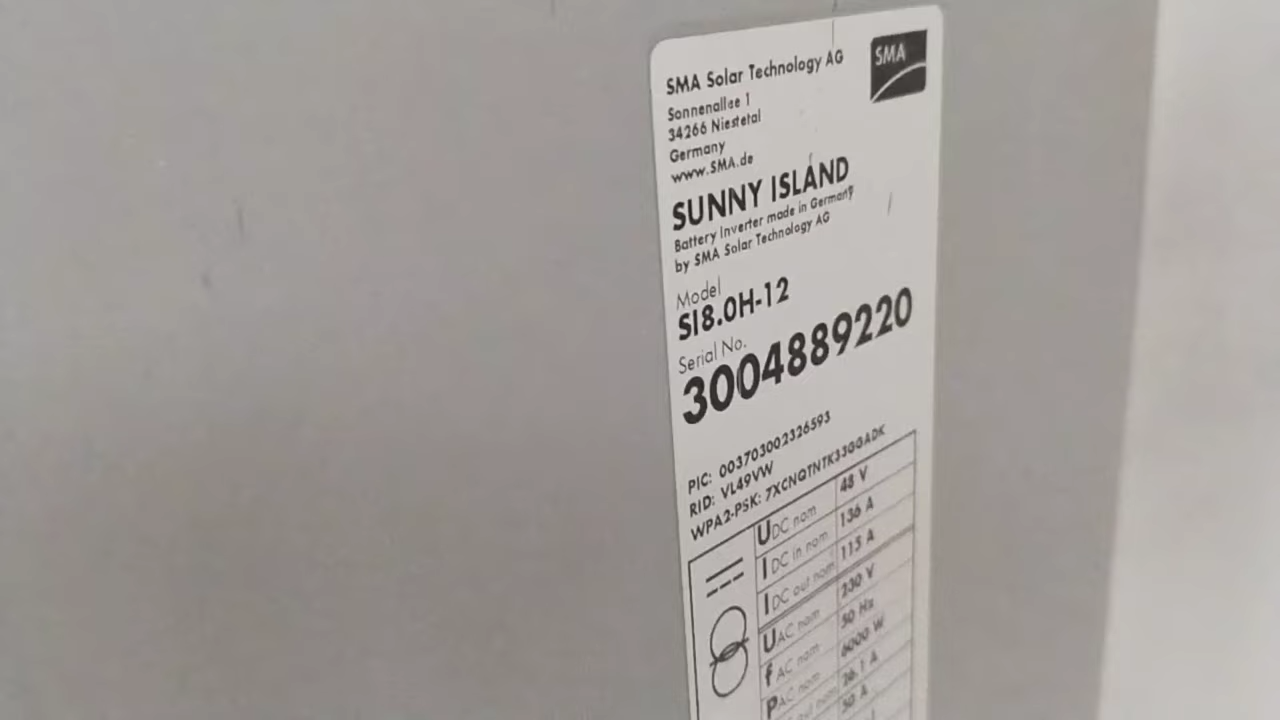 SMA Solar Technology AG
SMA
Sonnenallee 1
34266 Niestetal
Germany
www.SMA.de
SUNNY ISLAND
Battery Inverter made in Germany
by SMA Solar Technology AG
Model
SI8.0H-12
Serial No.
3004889220
PIC: 003703002326593
RID: VL49VW
WPA2-PSK: 7XCNQTNTK33GGADK
UDC nom 48 V
IDC in nom 136 A
IDC out nom 115 A
UAC nom 230 V
fAC nom 50 Hz
PAC nom 6000 W
out nom 26.1 A
50 A